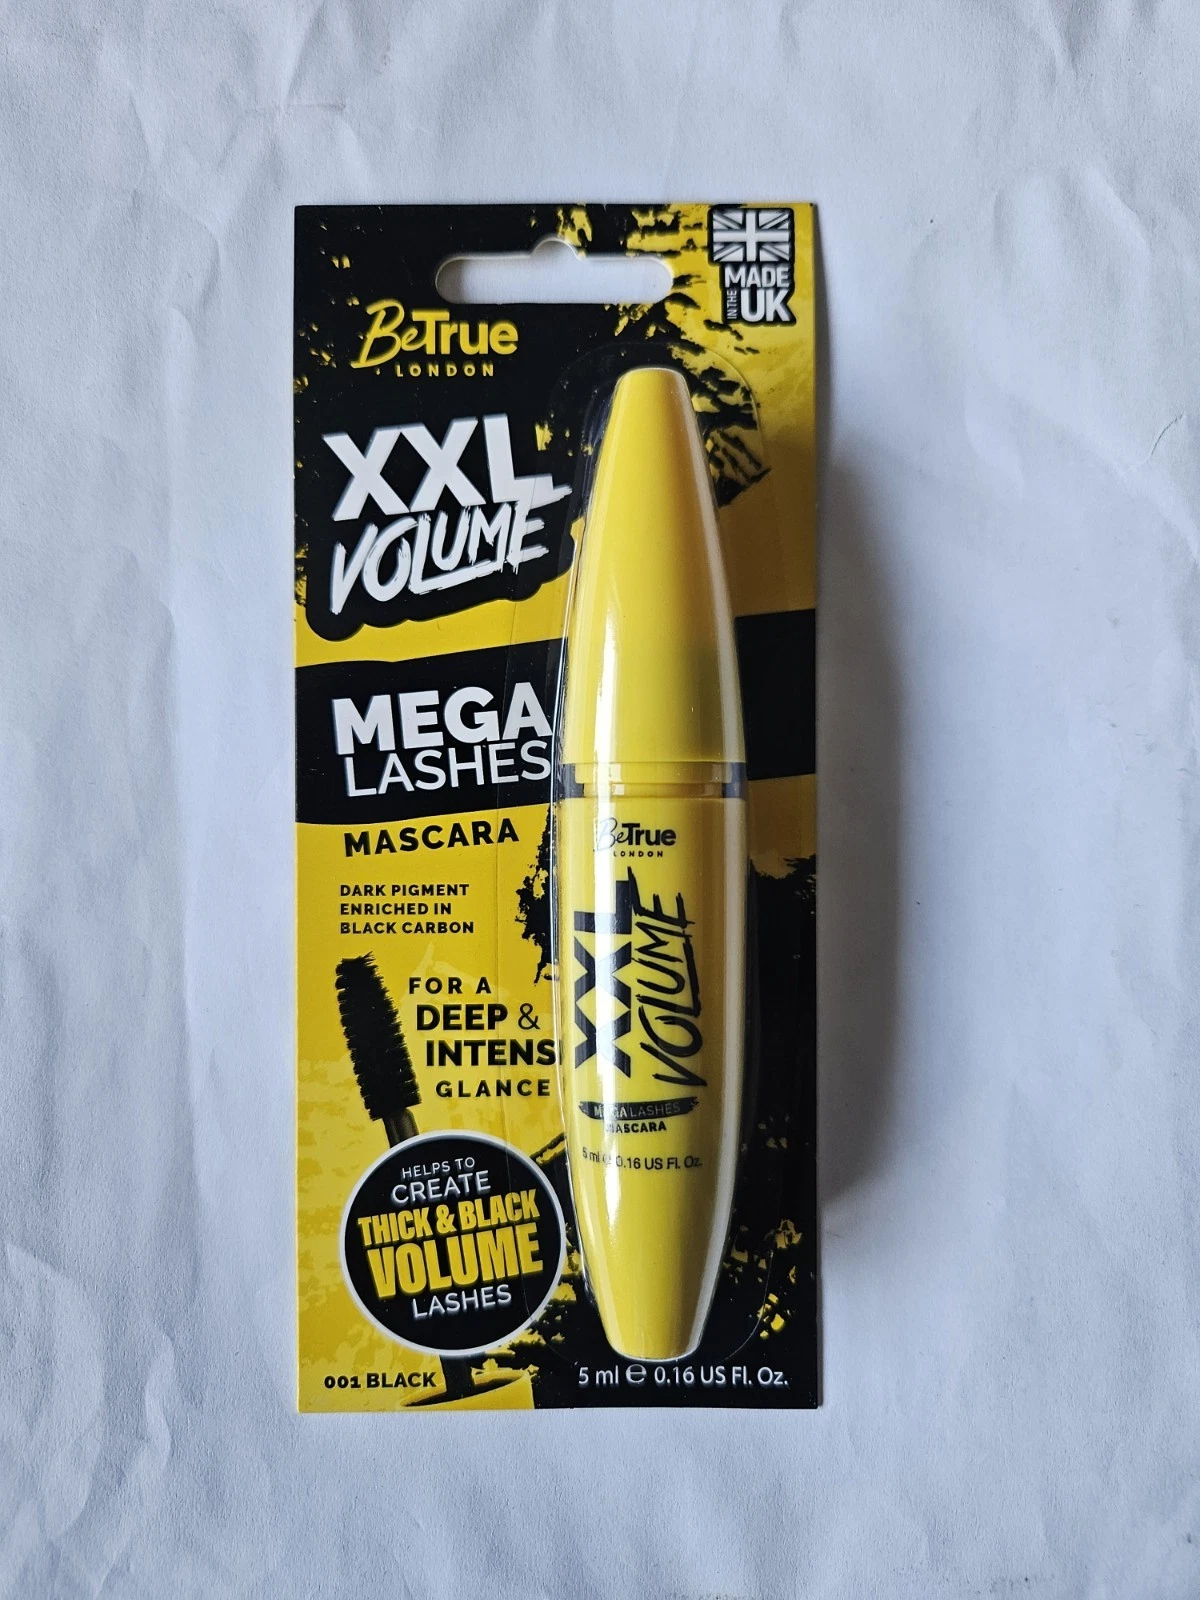 BeTrue
LONDON
MADE
IN THE
UK
XXL
VOLUME
MEGA
LASHES
MASCARA
DARK PIGMENT
ENRICHED IN
BLACK CARBON
FOR A
DEEP &
INTENS
GLANCE
HELPS TO
CREATE
THICK & BLACK
VOLUME
LASHES
001 BLACK
5 ml ℮ 0.16 US Fl. Oz.
BeTrue
LONDON
XXL
VOLUME
MEGA LASHES
MASCARA
5 ml ℮ 0.16 US Fl. Oz.